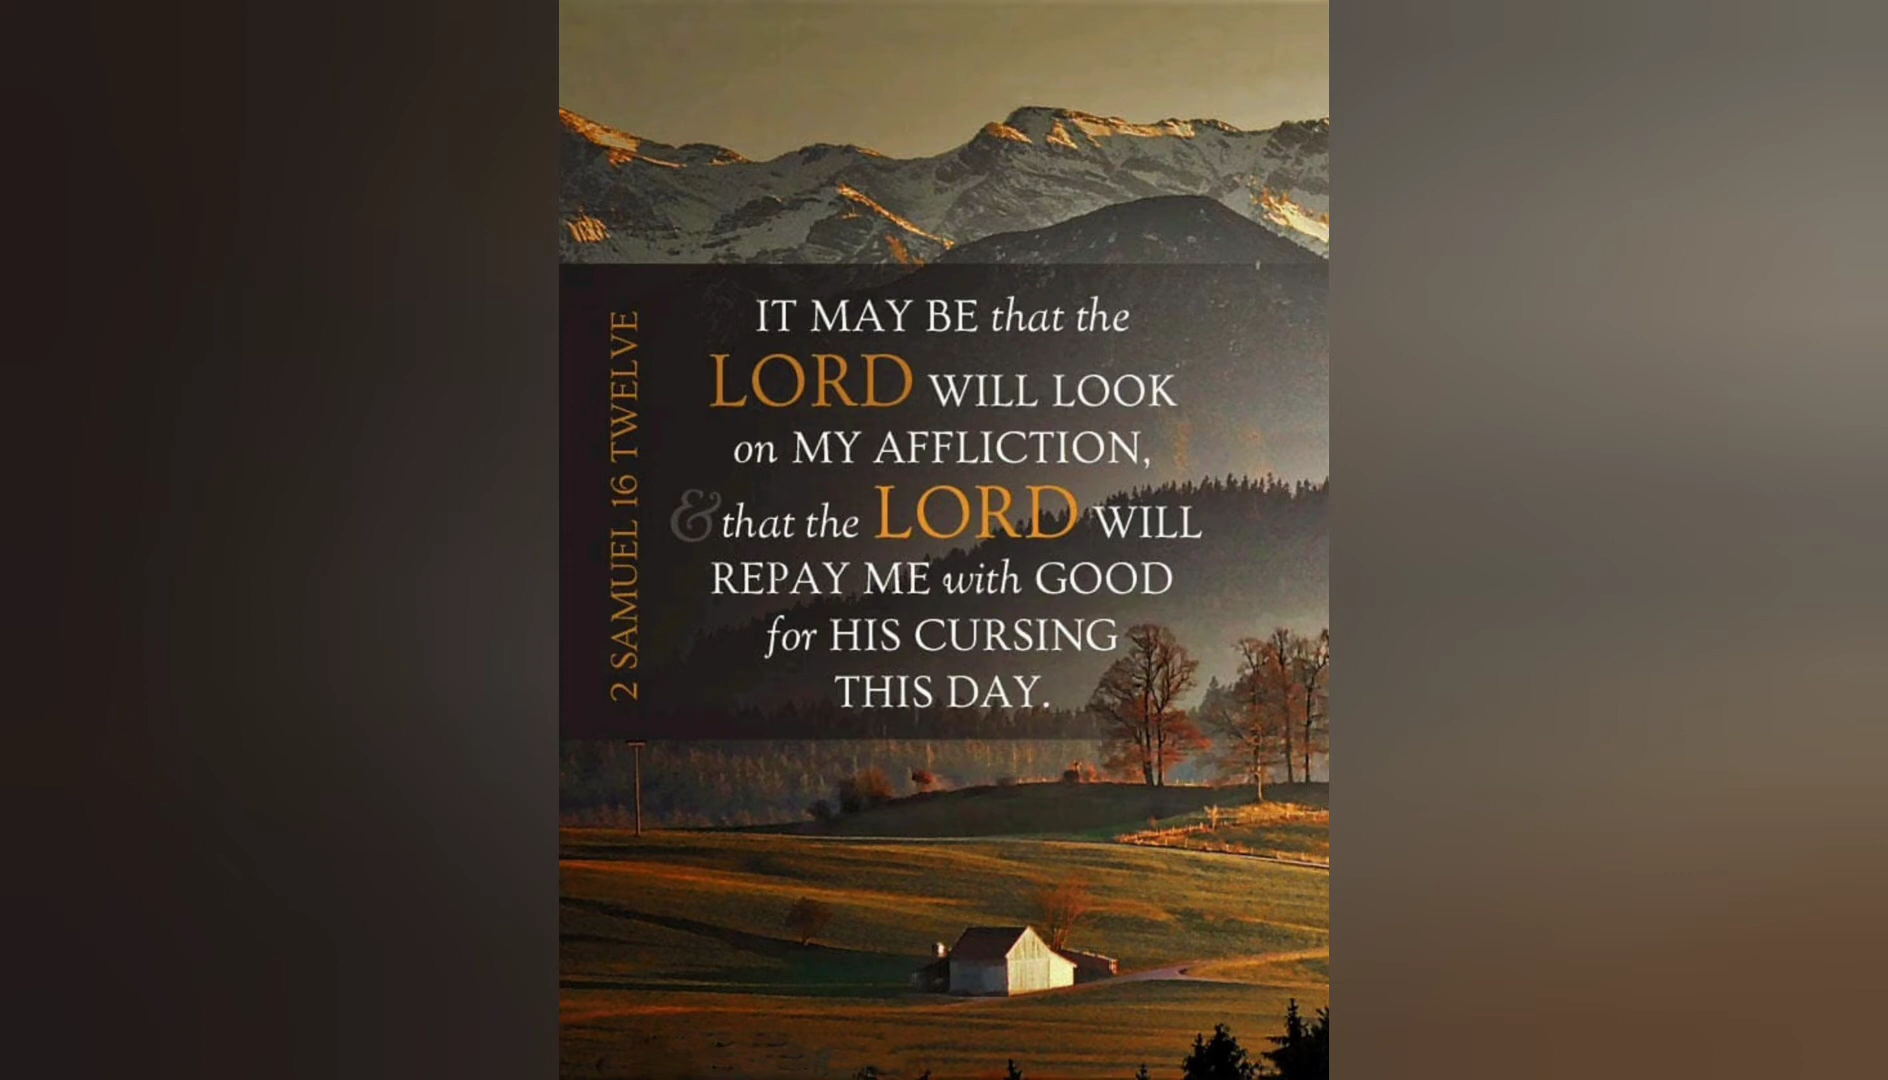 IT MAY BE that the
LORD WILL LOOK
on MY AFFLICTION,
& that the LORD WILL
REPAY ME with GOOD
for HIS CURSING
THIS DAY.
2 SAMUEL 16 TWELVE